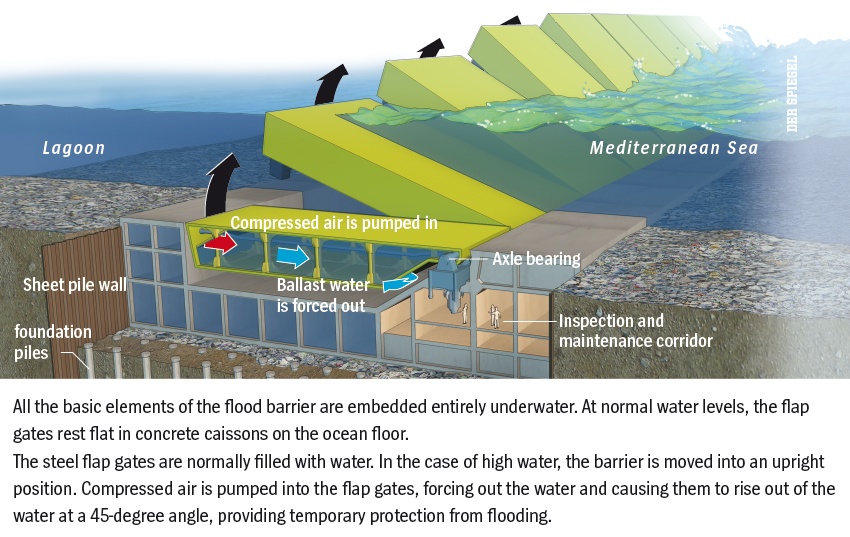 DER SPIEGEL
Lagoon
Mediterranean Sea
Compressed air is pumped in
Axle bearing
Sheet pile wall
Ballast water
is forced out
foundation
piles
Inspection and
maintenance corridor
All the basic elements of the flood barrier are embedded entirely underwater. At normal water levels, the flap
gates rest flat in concrete caissons on the ocean floor.
The steel flap gates are normally filled with water. In the case of high water, the barrier is moved into an upright
position. Compressed air is pumped into the flap gates, forcing out the water and causing them to rise out of the
water at a 45-degree angle, providing temporary protection from flooding.